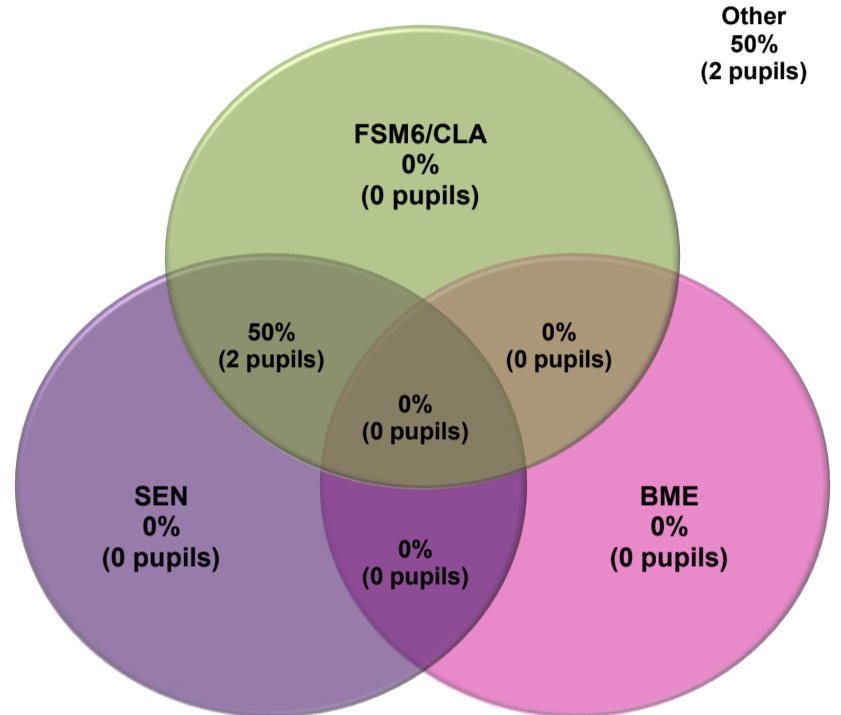 Other
50%
(2 pupils)
FSM6/CLA
0%
(0 pupils)
50%
(2 pupils)
0%
(0 pupils)
0%
(0 pupils)
SEN
0%
(0 pupils)
BME
0%
(0 pupils)
0%
(0 pupils)